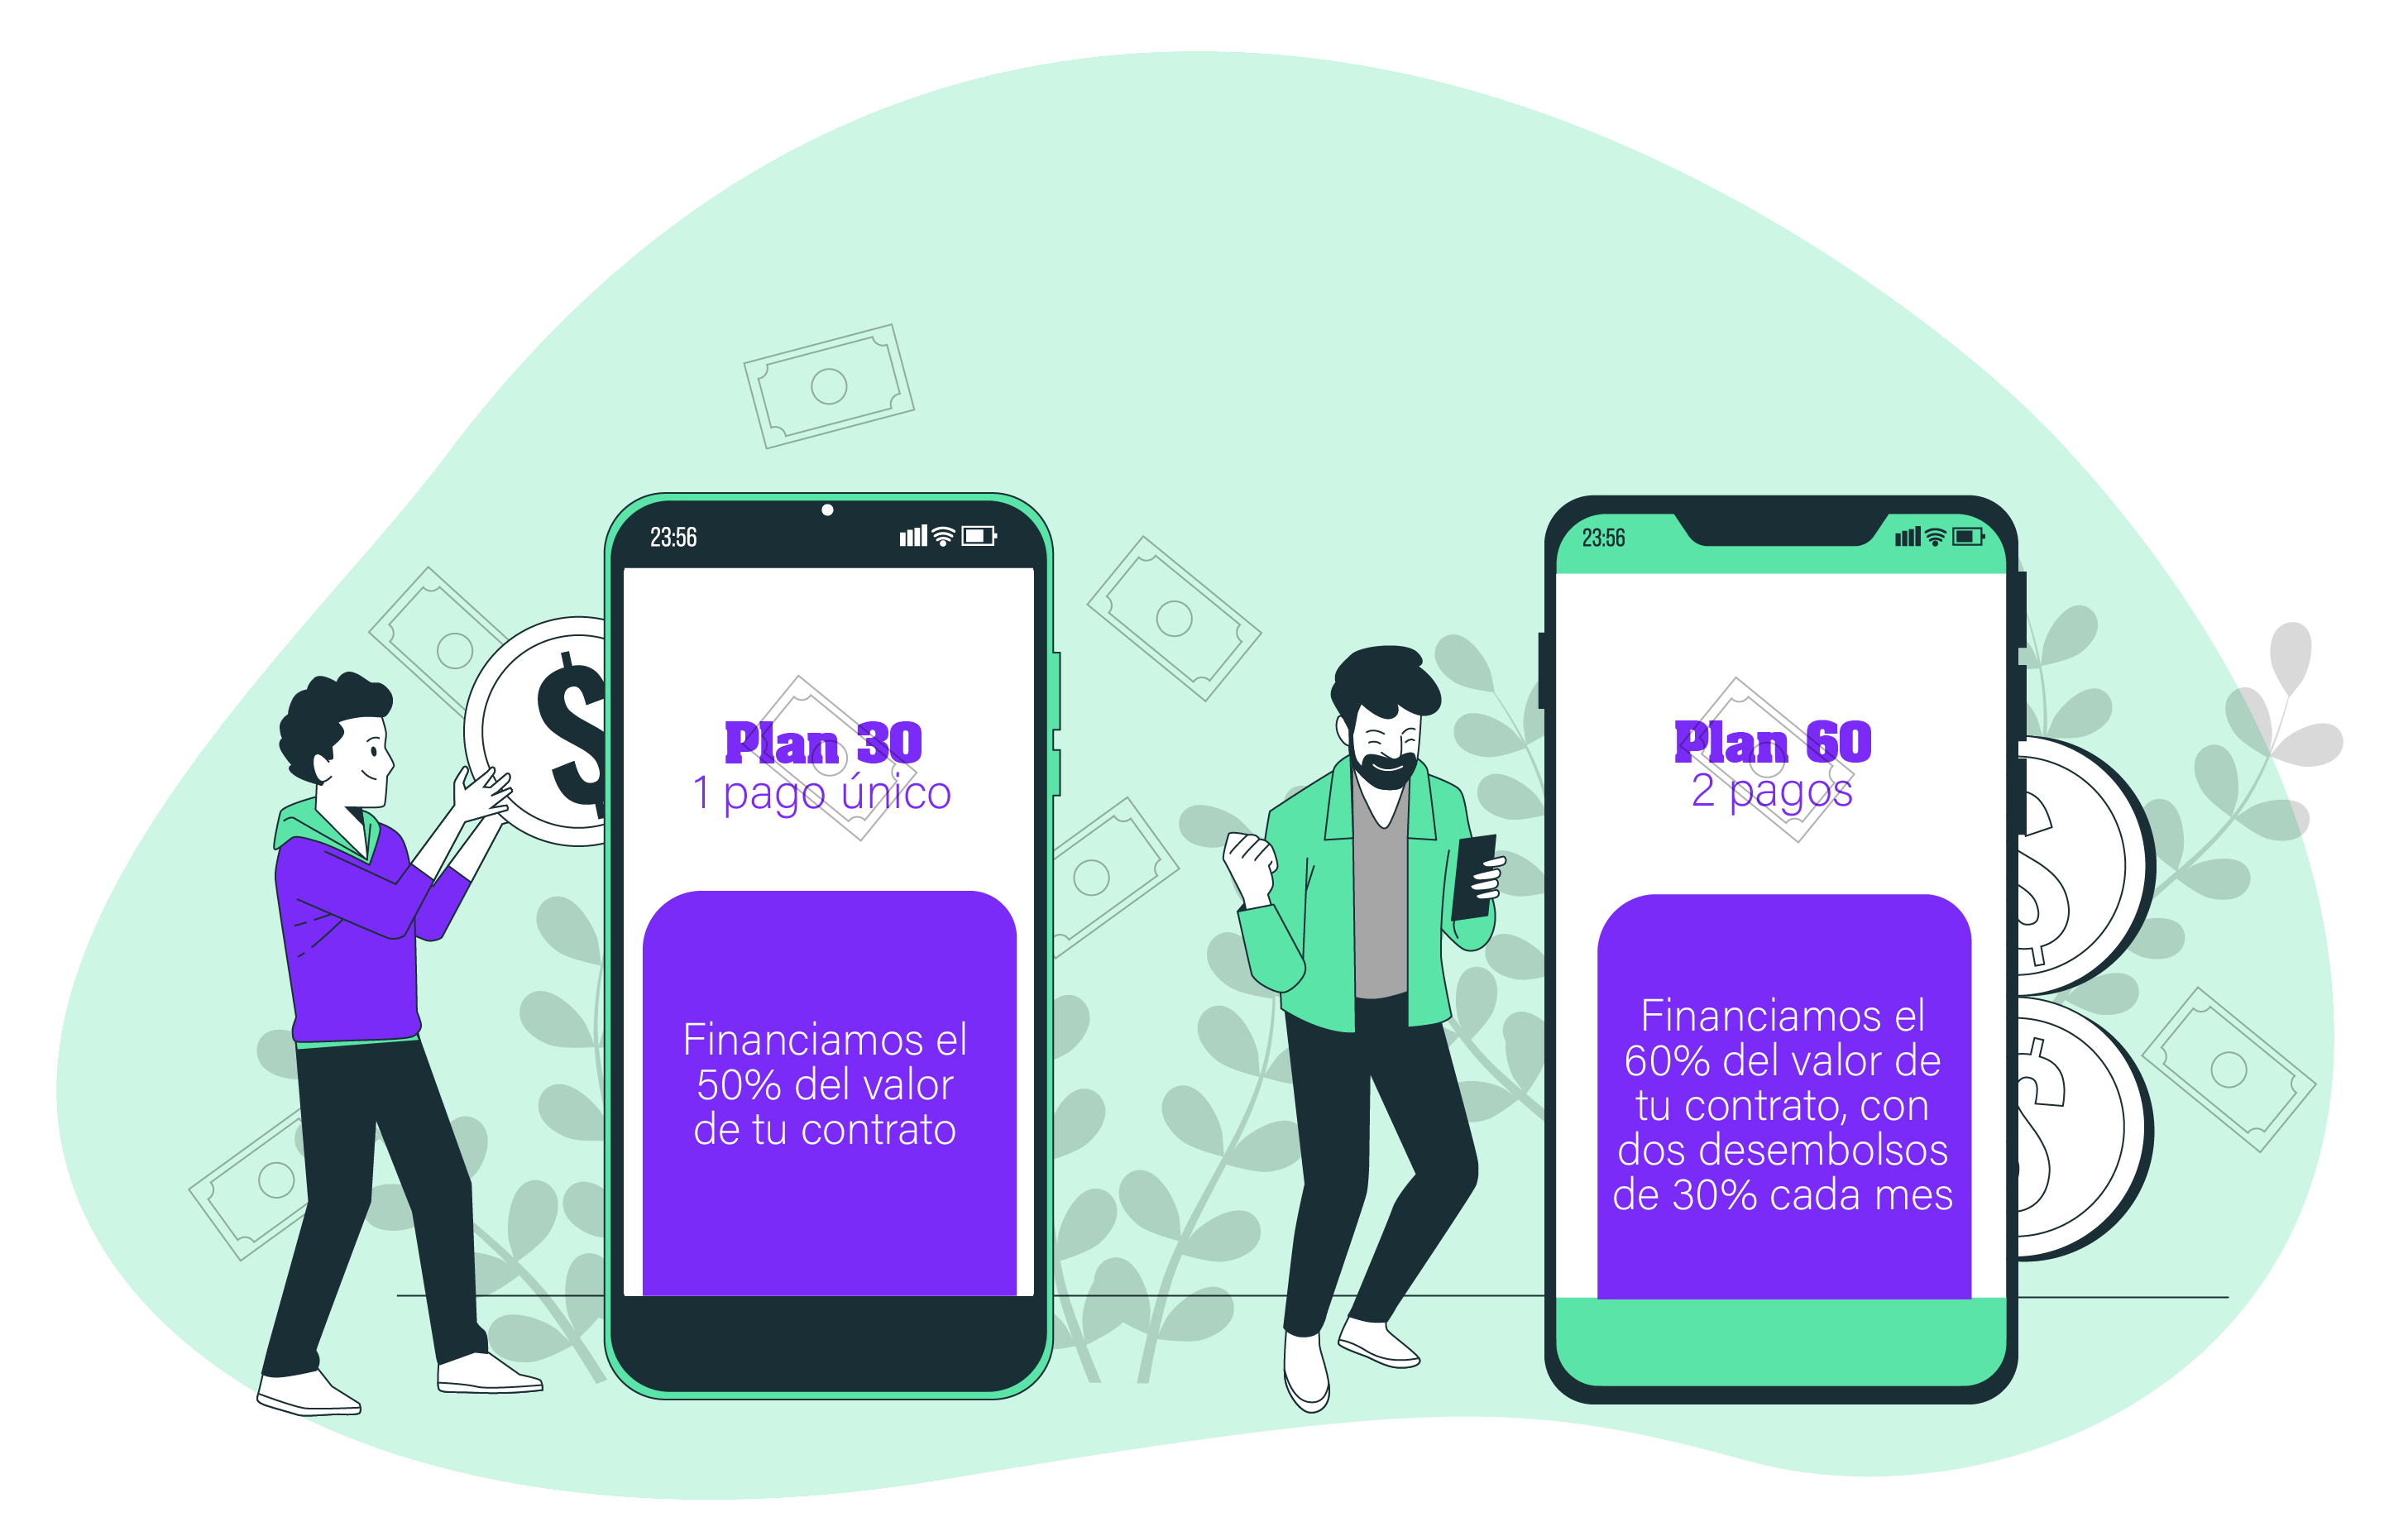 23:56
$
Plan 30
1 pago único
Financiamos el
50% del valor
de tu contrato
23:56
Plan 60
2 pagos
Financiamos el
60% del valor de
tu contrato, con
dos desembolsos
de 30% cada mes
$
$